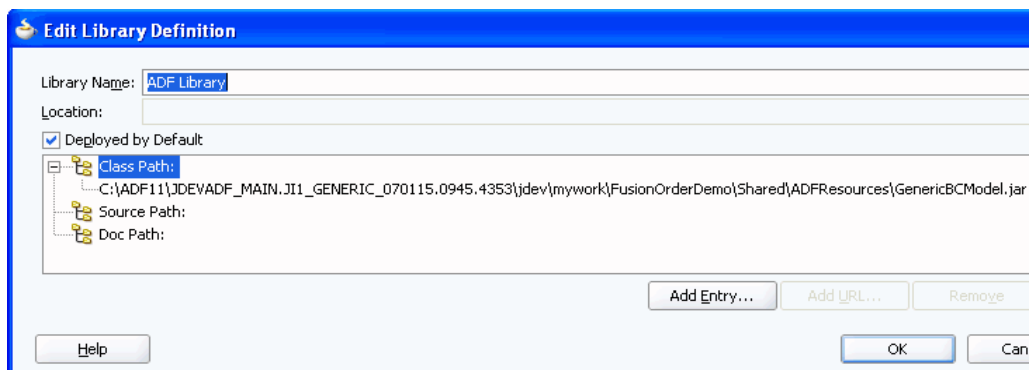 Edit Library Definition
Library Name: ADF Library
Location:
Deployed by Default
Class Path:
C:\ADF11\JDEVADF_MAIN.JI1_GENERIC_070115.0945.4353\jdev\mywork\FusionOrderDemo\Shared\ADFResources\GenericBCModel.jar
Source Path:
Doc Path:
Add Entry... Add URL... Remove
Help OK Can